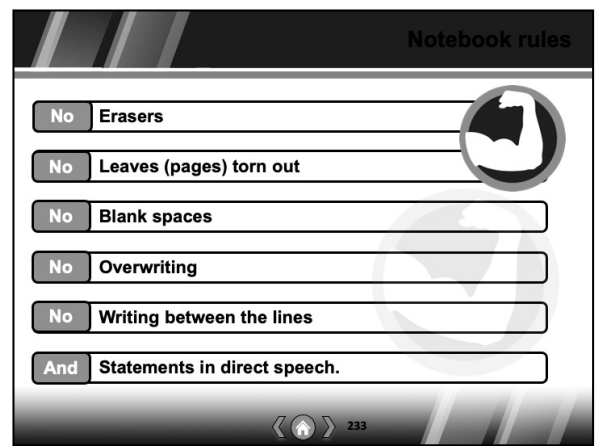 Notebook rules
No Erasers
No Leaves (pages) torn out
No Blank spaces
No Overwriting
No Writing between the lines
And Statements in direct speech.
233